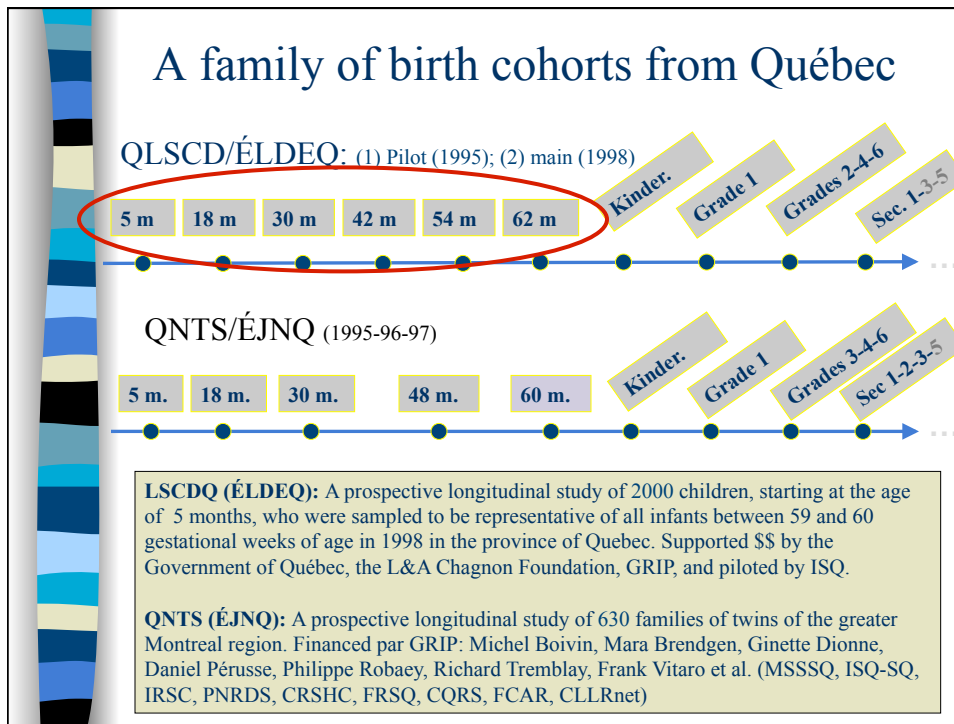 A family of birth cohorts from Québec
QLSCD/ÉLDEQ: (1) Pilot (1995); (2) main (1998)
5 m 18 m 30 m 42 m 54 m 62 m Kinder. Grade 1 Grades 2-4-6 Sec. 1-3-5
...
QNTS/ÉJNQ (1995-96-97)
5 m. 18 m. 30 m. 48 m. 60 m. Kinder. Grade 1 Grades 3-4-6 Sec 1-2-3-5
...
LSCDQ (ÉLDEQ): A prospective longitudinal study of 2000 children, starting at the age
of 5 months, who were sampled to be representative of all infants between 59 and 60
gestational weeks of age in 1998 in the province of Quebec. Supported $$ by the
Government of Québec, the L&A Chagnon Foundation, GRIP, and piloted by ISQ.
QNTS (ÉJNQ): A prospective longitudinal study of 630 families of twins of the greater
Montreal region. Financed par GRIP: Michel Boivin, Mara Brendgen, Ginette Dionne,
Daniel Pérusse, Philippe Robaey, Richard Tremblay, Frank Vitaro et al. (MSSSQ, ISQ-SQ,
IRSC, PNRDS, CRSHC, FRSQ, CQRS, FCAR, CLLRnet)